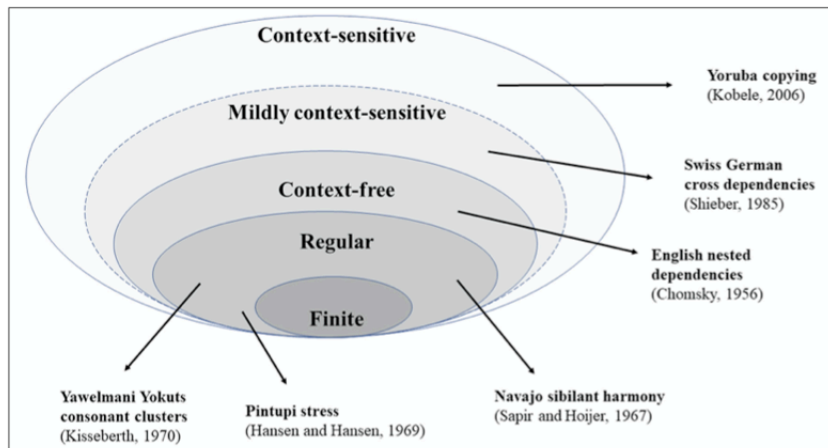 Context-sensitive
Yoruba copying
(Kobele, 2006)
Mildly context-sensitive
Swiss German
cross dependencies
(Shieber, 1985)
Context-free
Regular
English nested
dependencies
(Chomsky, 1956)
Finite
Yawelmani Yokuts
consonant clusters
(Kisseberth, 1970)
Pintupi stress
(Hansen and Hansen, 1969)
Navajo sibilant harmony
(Sapir and Hoijer, 1967)